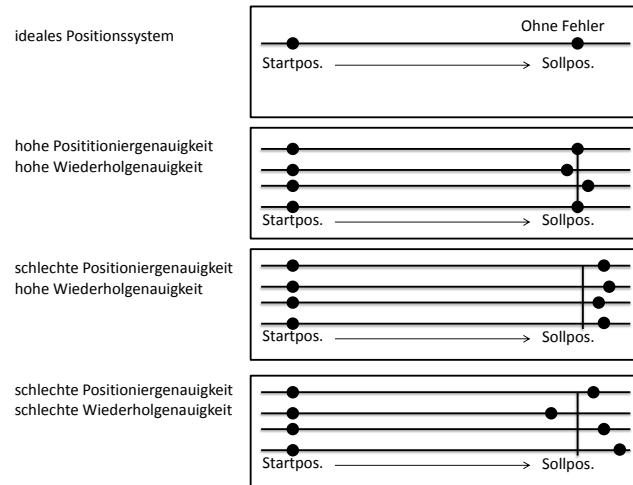 ideales Positionssystem
Ohne Fehler
Startpos.
Sollpos.
hohe Posititioniergenauigkeit
hohe Wiederholgenauigkeit
Startpos.
Sollpos.
schlechte Positioniergenauigkeit
hohe Wiederholgenauigkeit
Startpos.
Sollpos.
schlechte Positioniergenauigkeit
schlechte Wiederholgenauigkeit
Startpos.
Sollpos.